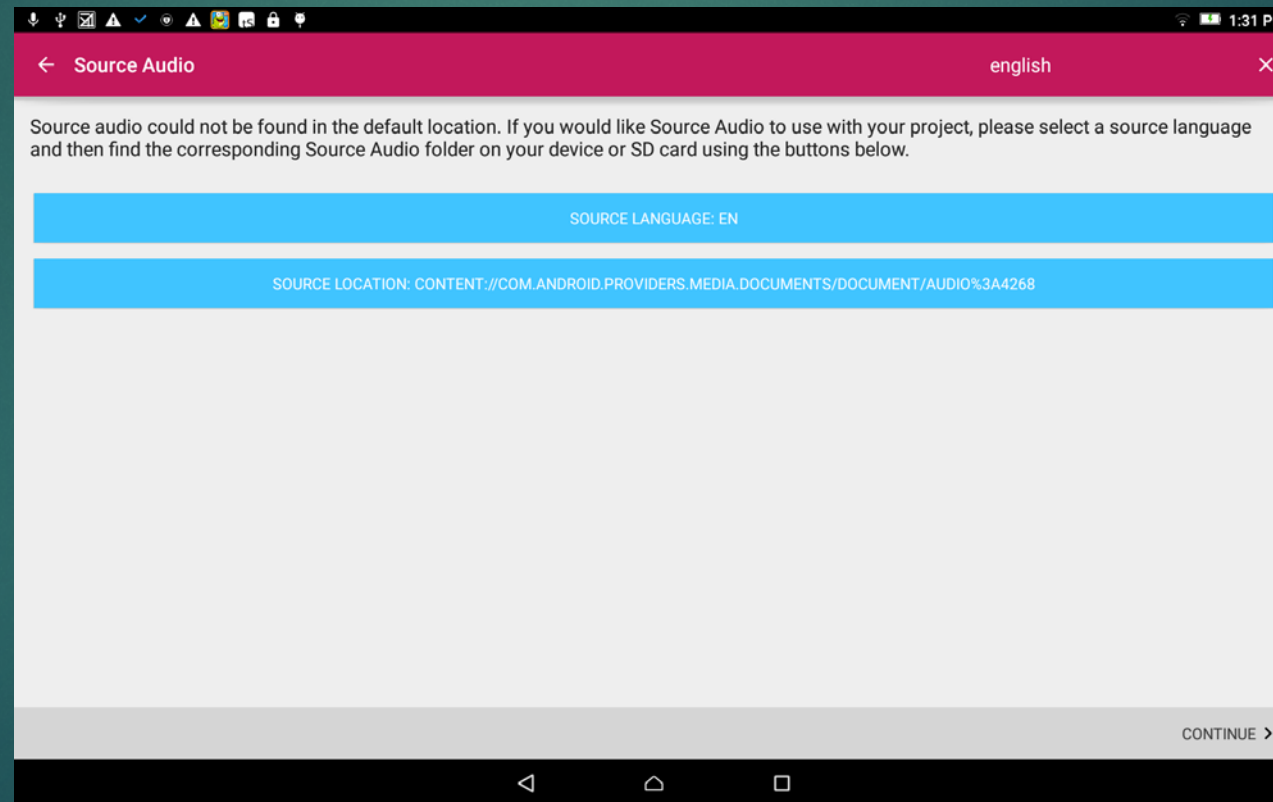 1:31 P
Source Audio
english
Source audio could not be found in the default location. If you would like Source Audio to use with your project, please select a source language
and then find the corresponding Source Audio folder on your device or SD card using the buttons below.
SOURCE LANGUAGE: EN
SOURCE LOCATION: CONTENT://COM.ANDROID.PROVIDERS.MEDIA.DOCUMENTS/DOCUMENT/AUDIO%3A4268
CONTINUE